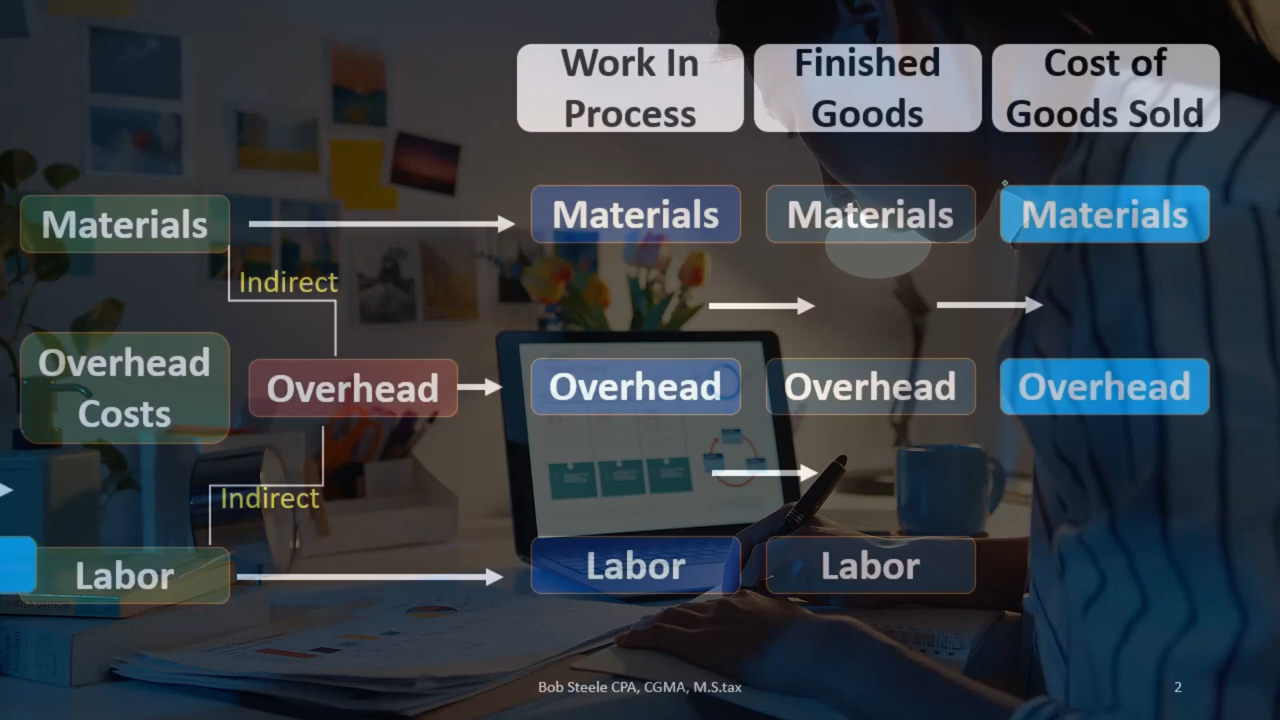 Work In
Process
Finished
Goods
Cost of
Goods Sold
Materials
Materials
Materials
Materials
Indirect
Overhead
Costs
Overhead
Overhead
Overhead
Overhead
Indirect
Labor
Labor
Labor
Bob Steele CPA, CGMA, M.S.tax
2